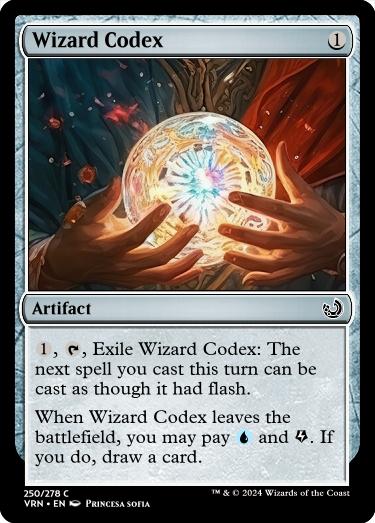 Wizard Codex 1
Artifact
1, , Exile Wizard Codex: The
next spell you cast this turn can be
cast as though it had flash.
When Wizard Codex leaves the
battlefield, you may pay and . If
you do, draw a card.
250/278 C
VRN • EN PRINCESA SOFIA
™ & © 2024 Wizards of the Coast